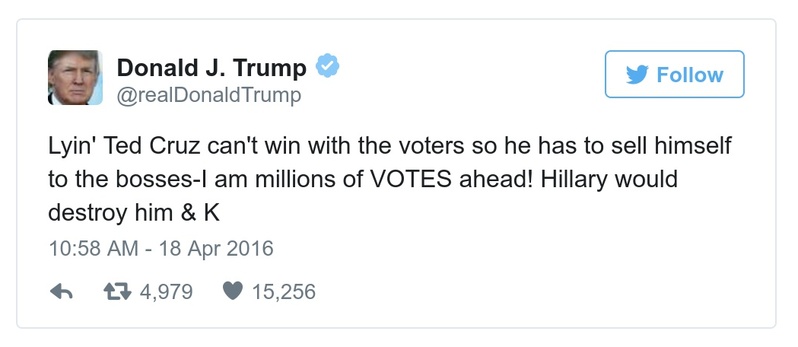 Donald J. Trump
Follow
@realDonaldTrump
Lyin' Ted Cruz can't win with the voters so he has to sell himself
to the bosses-I am millions of VOTES ahead! Hillary would
destroy him & K
10:58 AM - 18 Apr 2016
4,979 15,256